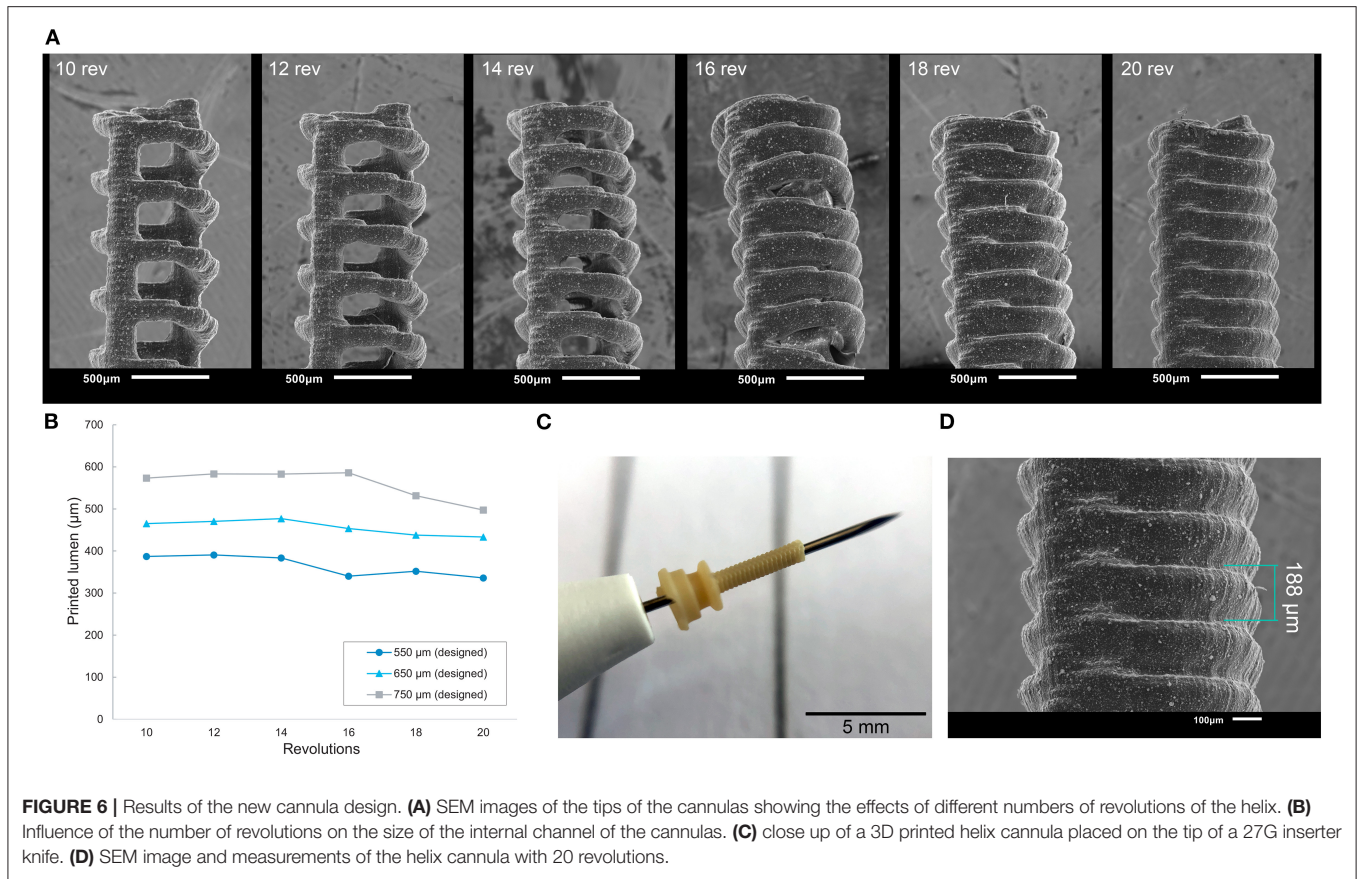 A
10 rev
12 rev
14 rev
16 rev
18 rev
20 rev
500µm
500µm
500µm
500µm
500µm
500µm
B
700
600
500
400
300
200
100
0
Printed lumen (µm)
10 12 14 16 18 20
Revolutions
550 µm (designed)
650 µm (designed)
750 µm (designed)
C
5 mm
D
188 µm
100µm
FIGURE 6 | Results of the new cannula design. (A) SEM images of the tips of the cannulas showing the effects of different numbers of revolutions of the helix. (B)
Influence of the number of revolutions on the size of the internal channel of the cannulas. (C) close up of a 3D printed helix cannula placed on the tip of a 27G inserter
knife. (D) SEM image and measurements of the helix cannula with 20 revolutions.